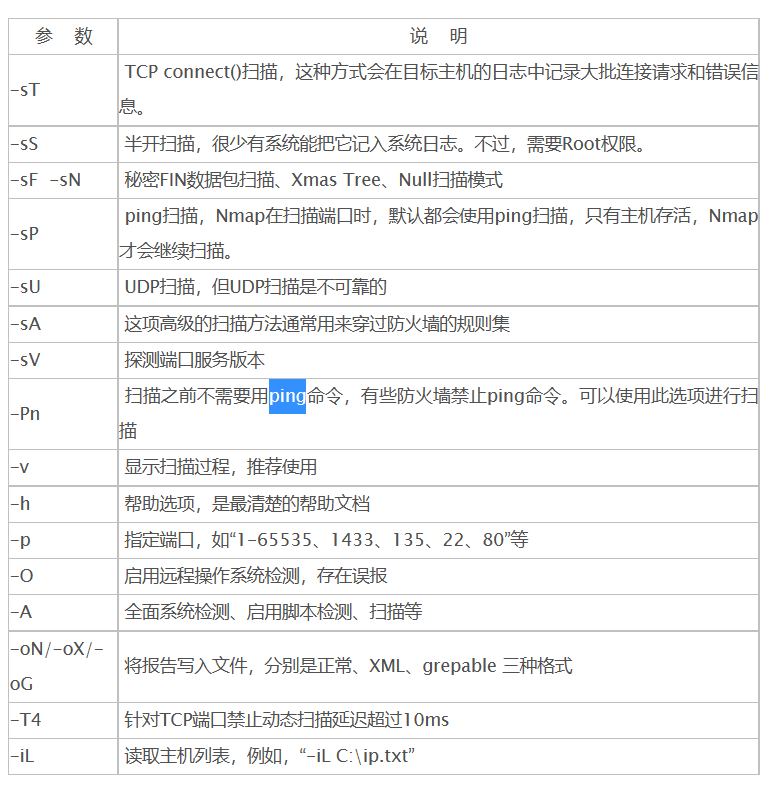 参 数 说 明
-sT TCP connect()扫描，这种方式会在目标主机的日志中记录大批连接请求和错误信
息。
-sS 半开扫描，很少有系统能把它记入系统日志。不过，需要Root权限。
-sF -sN 秘密FIN数据包扫描、Xmas Tree、Null扫描模式
-sP ping扫描，Nmap在扫描端口时，默认都会使用ping扫描，只有主机存活，Nmap
才会继续扫描。
-sU UDP扫描，但UDP扫描是不可靠的
-sA 这项高级的扫描方法通常用来穿过防火墙的规则集
-sV 探测端口服务版本
-Pn 扫描之前不需要用ping命令，有些防火墙禁止ping命令。可以使用此选项进行扫
描
-v 显示扫描过程，推荐使用
-h 帮助选项，是最清楚的帮助文档
-p 指定端口，如“1-65535、1433、135、22、80”等
-O 启用远程操作系统检测，存在误报
-A 全面系统检测、启用脚本检测、扫描等
-oN/-oX/-
oG 将报告写入文件，分别是正常、XML、grepable 三种格式
-T4 针对TCP端口禁止动态扫描延迟超过10ms
-iL 读取主机列表，例如，“-iL C:\ip.txt”